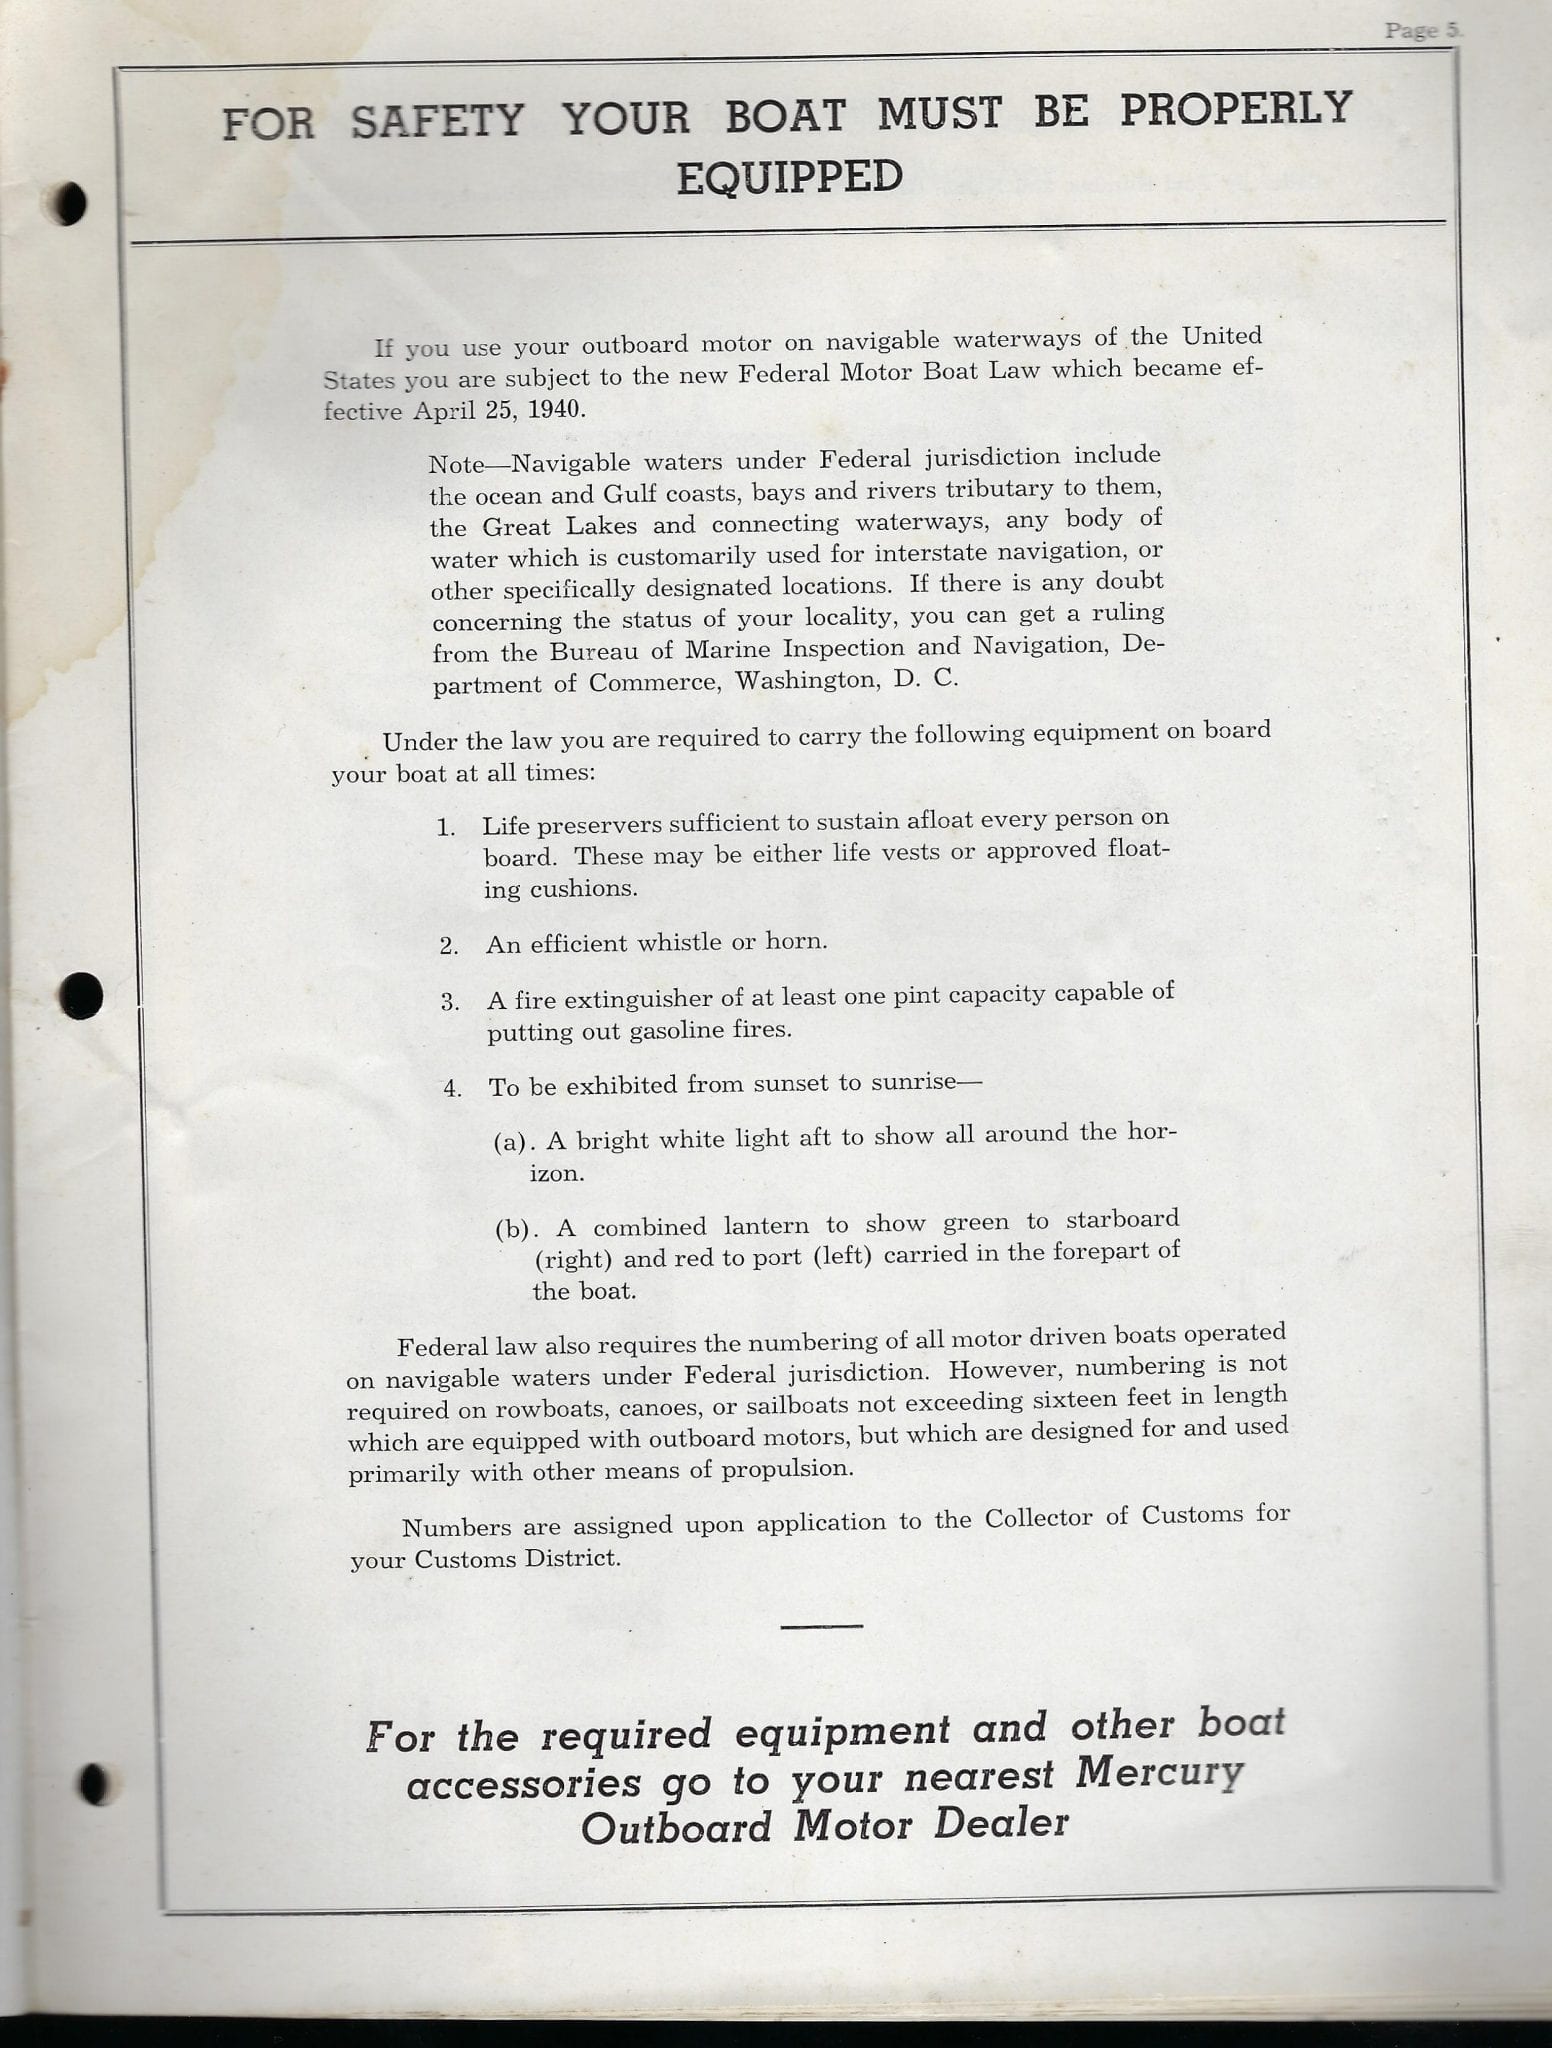 Page 5.
FOR SAFETY YOUR BOAT MUST BE PROPERLY
EQUIPPED
If you use your outboard motor on navigable waterways of the United
States you are subject to the new Federal Motor Boat Law which became ef-
fective April 25, 1940.
Note—Navigable waters under Federal jurisdiction include
the ocean and Gulf coasts, bays and rivers tributary to them,
the Great Lakes and connecting waterways, any body of
water which is customarily used for interstate navigation, or
other specifically designated locations. If there is any doubt
concerning the status of your locality, you can get a ruling
from the Bureau of Marine Inspection and Navigation, De-
partment of Commerce, Washington, D. C.
Under the law you are required to carry the following equipment on board
your boat at all times:
1. Life preservers sufficient to sustain afloat every person on
board. These may be either life vests or approved float-
ing cushions.
2. An efficient whistle or horn.
3. A fire extinguisher of at least one pint capacity capable of
putting out gasoline fires.
4. To be exhibited from sunset to sunrise—
(a). A bright white light aft to show all around the hor-
izon.
(b). A combined lantern to show green to starboard
(right) and red to port (left) carried in the forepart of
the boat.
Federal law also requires the numbering of all motor driven boats operated
on navigable waters under Federal jurisdiction. However, numbering is not
required on rowboats, canoes, or sailboats not exceeding sixteen feet in length
which are equipped with outboard motors, but which are designed for and used
primarily with other means of propulsion.
Numbers are assigned upon application to the Collector of Customs for
your Customs District.
For the required equipment and other boat
accessories go to your nearest Mercury
Outboard Motor Dealer